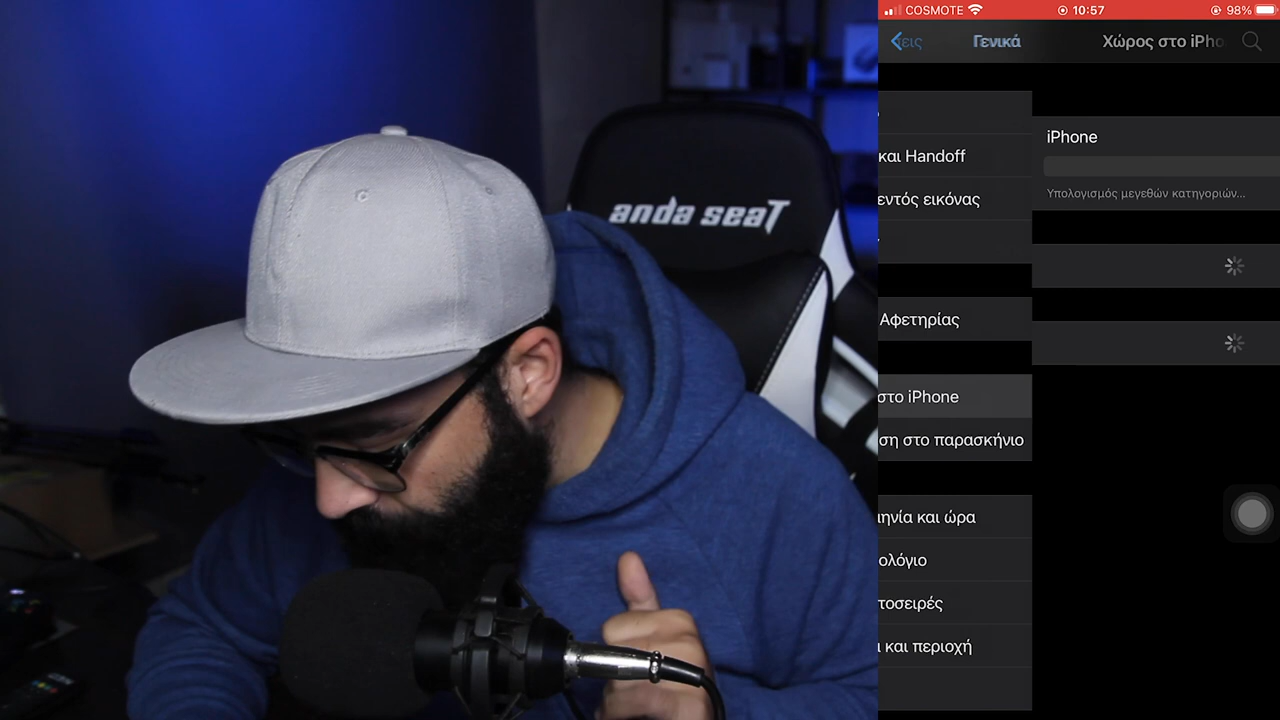 anda seaT
COSMOTE
10:57
98%
Γενικά
Χώρος στο iPho
και Handoff
εντός εικόνας
Αφετηρίας
στο iPhone
ση στο παρασκήνιο
ηνία και ώρα
ολόγιο
τοσειρές
και περιοχή
iPhone
Υπολογισμός μεγεθών κατηγοριών...